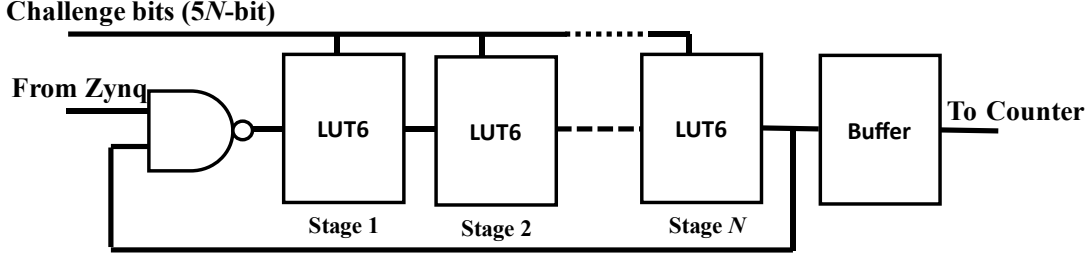 Challenge bits (5N-bit)
From Zynq
LUT6
LUT6
LUT6
Buffer
To Counter
Stage 1
Stage 2
Stage N